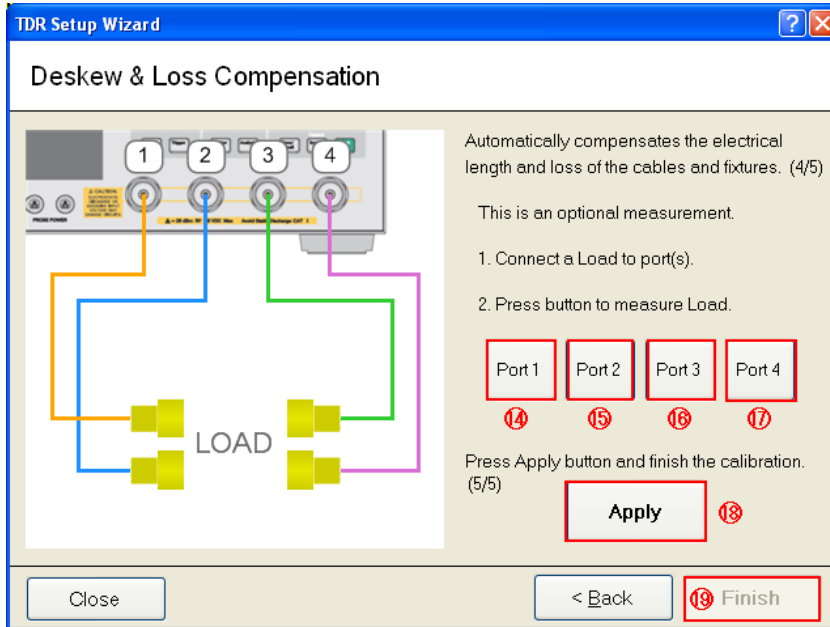 TDR Setup Wizard
Deskew & Loss Compensation
1 2 3 4
PROBE POWER
Automatically compensates the electrical
length and loss of the cables and fixtures. (4/5)
This is an optional measurement.
1. Connect a Load to port(s).
2. Press button to measure Load.
Port 1 Port 2 Port 3 Port 4
⑭ ⑮ ⑯ ⑰
LOAD
Press Apply button and finish the calibration.
(5/5)
Apply ⑱
Close < Back ⑲ Finish